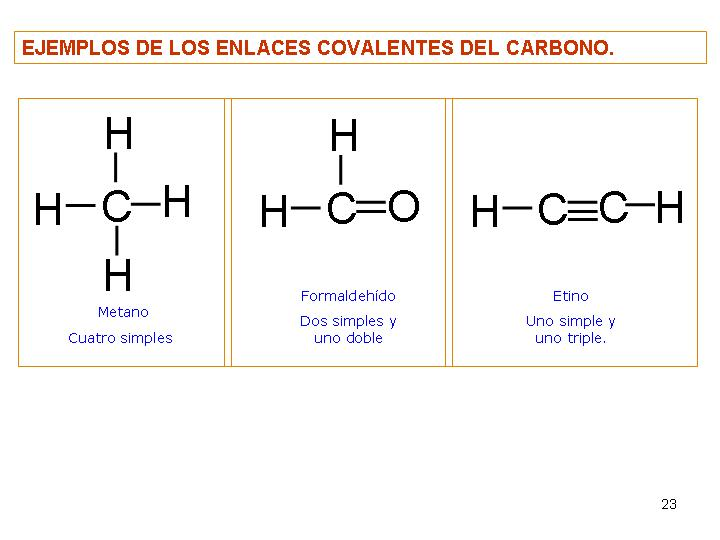 EJEMPLOS DE LOS ENLACES COVALENTES DEL CARBONO.
H
H C H
H
Metano
Cuatro simples
H
H C=O
Formaldehído
Dos simples y
uno doble
H C≡C H
Etino
Uno simple y
uno triple.
23